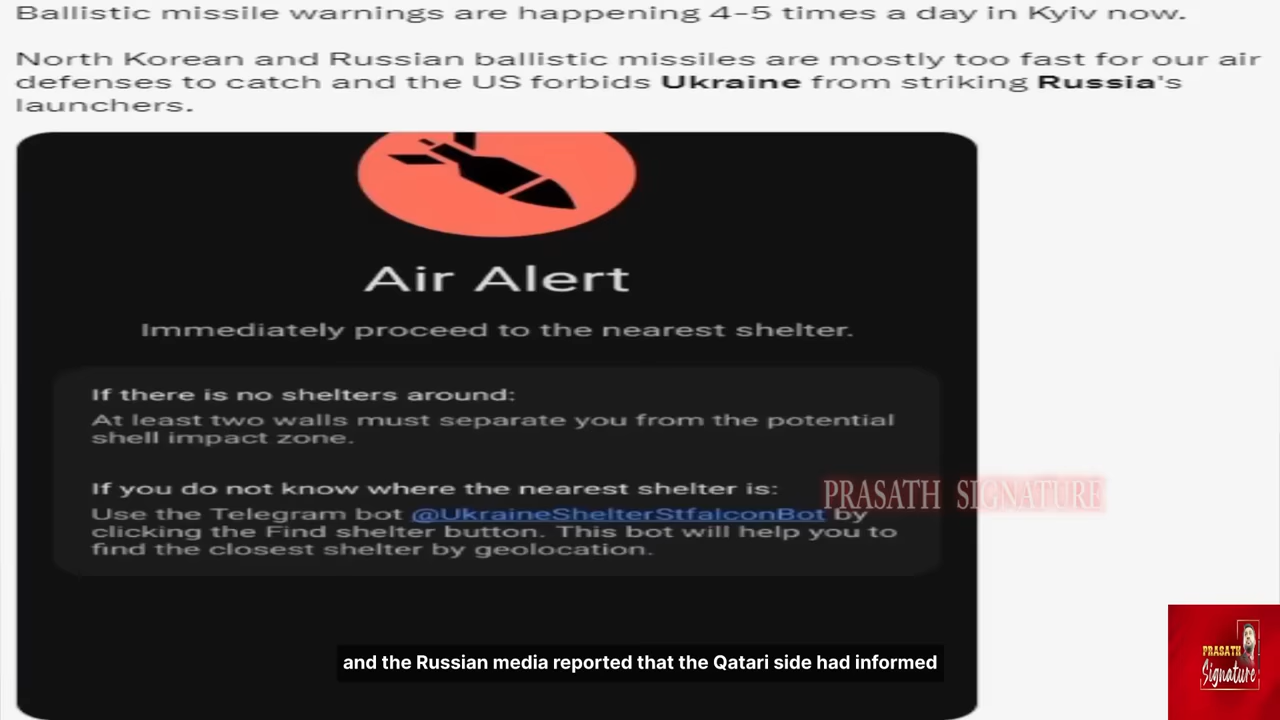 Ballistic missile warnings are happening 4-5 times a day in Kyiv now.
North Korean and Russian ballistic missiles are mostly too fast for our air
defenses to catch and the US forbids Ukraine from striking Russia's
launchers.
Air Alert
Immediately proceed to the nearest shelter.
If there is no shelters around:
At least two walls must separate you from the potential
shell impact zone.
If you do not know where the nearest shelter is:
Use the Telegram bot @UkraineShelterStfalconBot by
clicking the Find shelter button. This bot will help you to
find the closest shelter by geolocation.
PRASATH SIGNATURE
and the Russian media reported that the Qatari side had informed
PRASATH
Signature